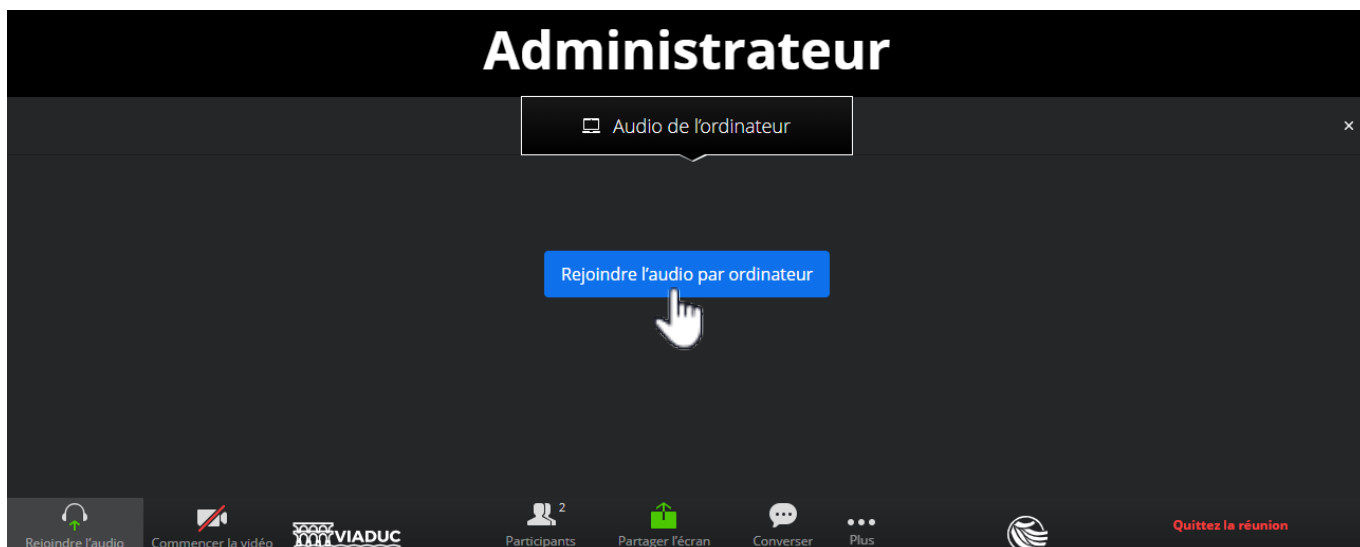 Administrateur
Audio de l’ordinateur
×
Rejoindre l’audio par ordinateur
2
Rejoindre l’audio
Commencer la vidéo
VIADUC
Participants
Partager l’écran
Converser
Plus
Quittez la réunion